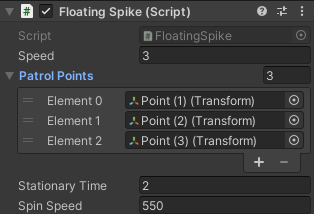 Floating Spike (Script)
Script FloatingSpike
Speed 3
Patrol Points 3
Element 0 Point (1) (Transform)
Element 1 Point (2) (Transform)
Element 2 Point (3) (Transform)
+ −
Stationary Time 2
Spin Speed 550